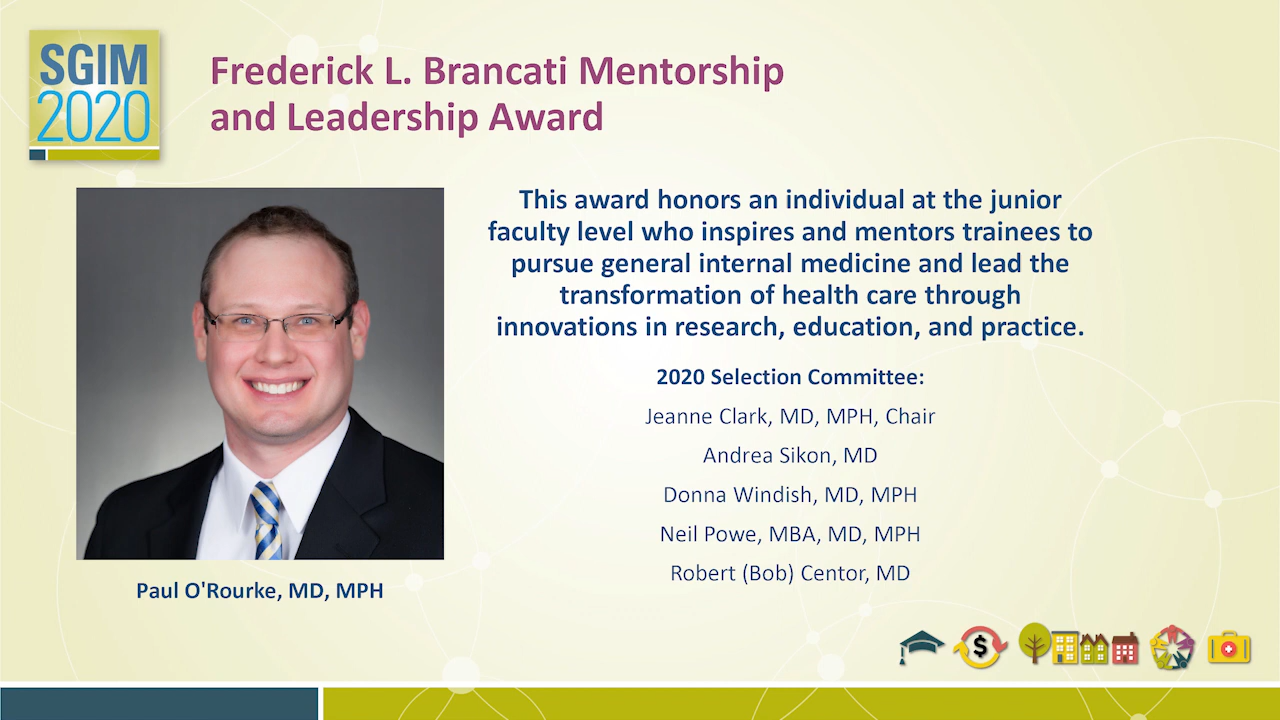 SGIM
2020
Frederick L. Brancati Mentorship
and Leadership Award
This award honors an individual at the junior
faculty level who inspires and mentors trainees to
pursue general internal medicine and lead the
transformation of health care through
innovations in research, education, and practice.
2020 Selection Committee:
Jeanne Clark, MD, MPH, Chair
Andrea Sikon, MD
Donna Windish, MD, MPH
Neil Powe, MBA, MD, MPH
Robert (Bob) Centor, MD
Paul O'Rourke, MD, MPH
$